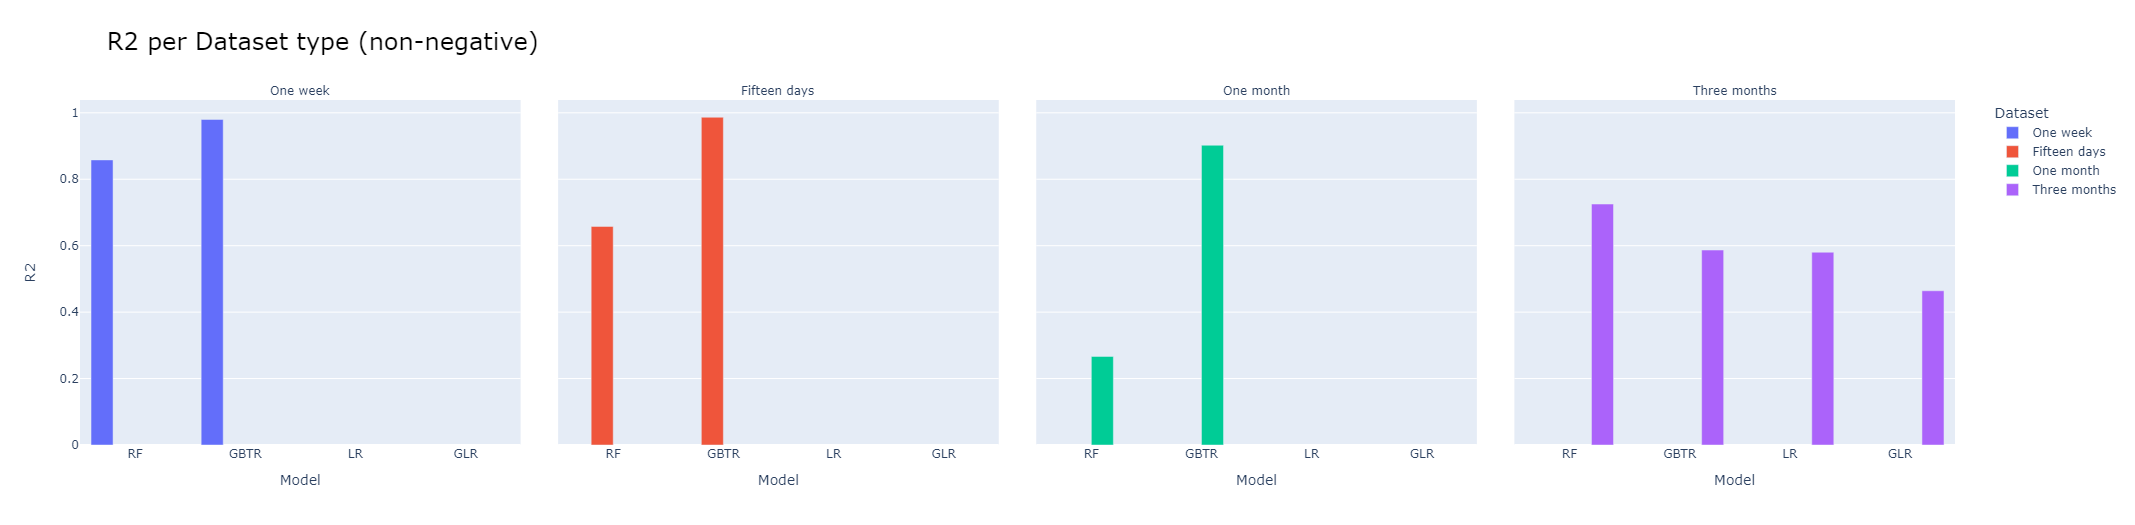 R2 per Dataset type (non-negative)
One week
Fifteen days
One month
Three months
R2
1
0.8
0.6
0.4
0.2
0
RF GBTR LR GLR
RF GBTR LR GLR
RF GBTR LR GLR
RF GBTR LR GLR
Model
Model
Model
Model
Dataset
One week
Fifteen days
One month
Three months